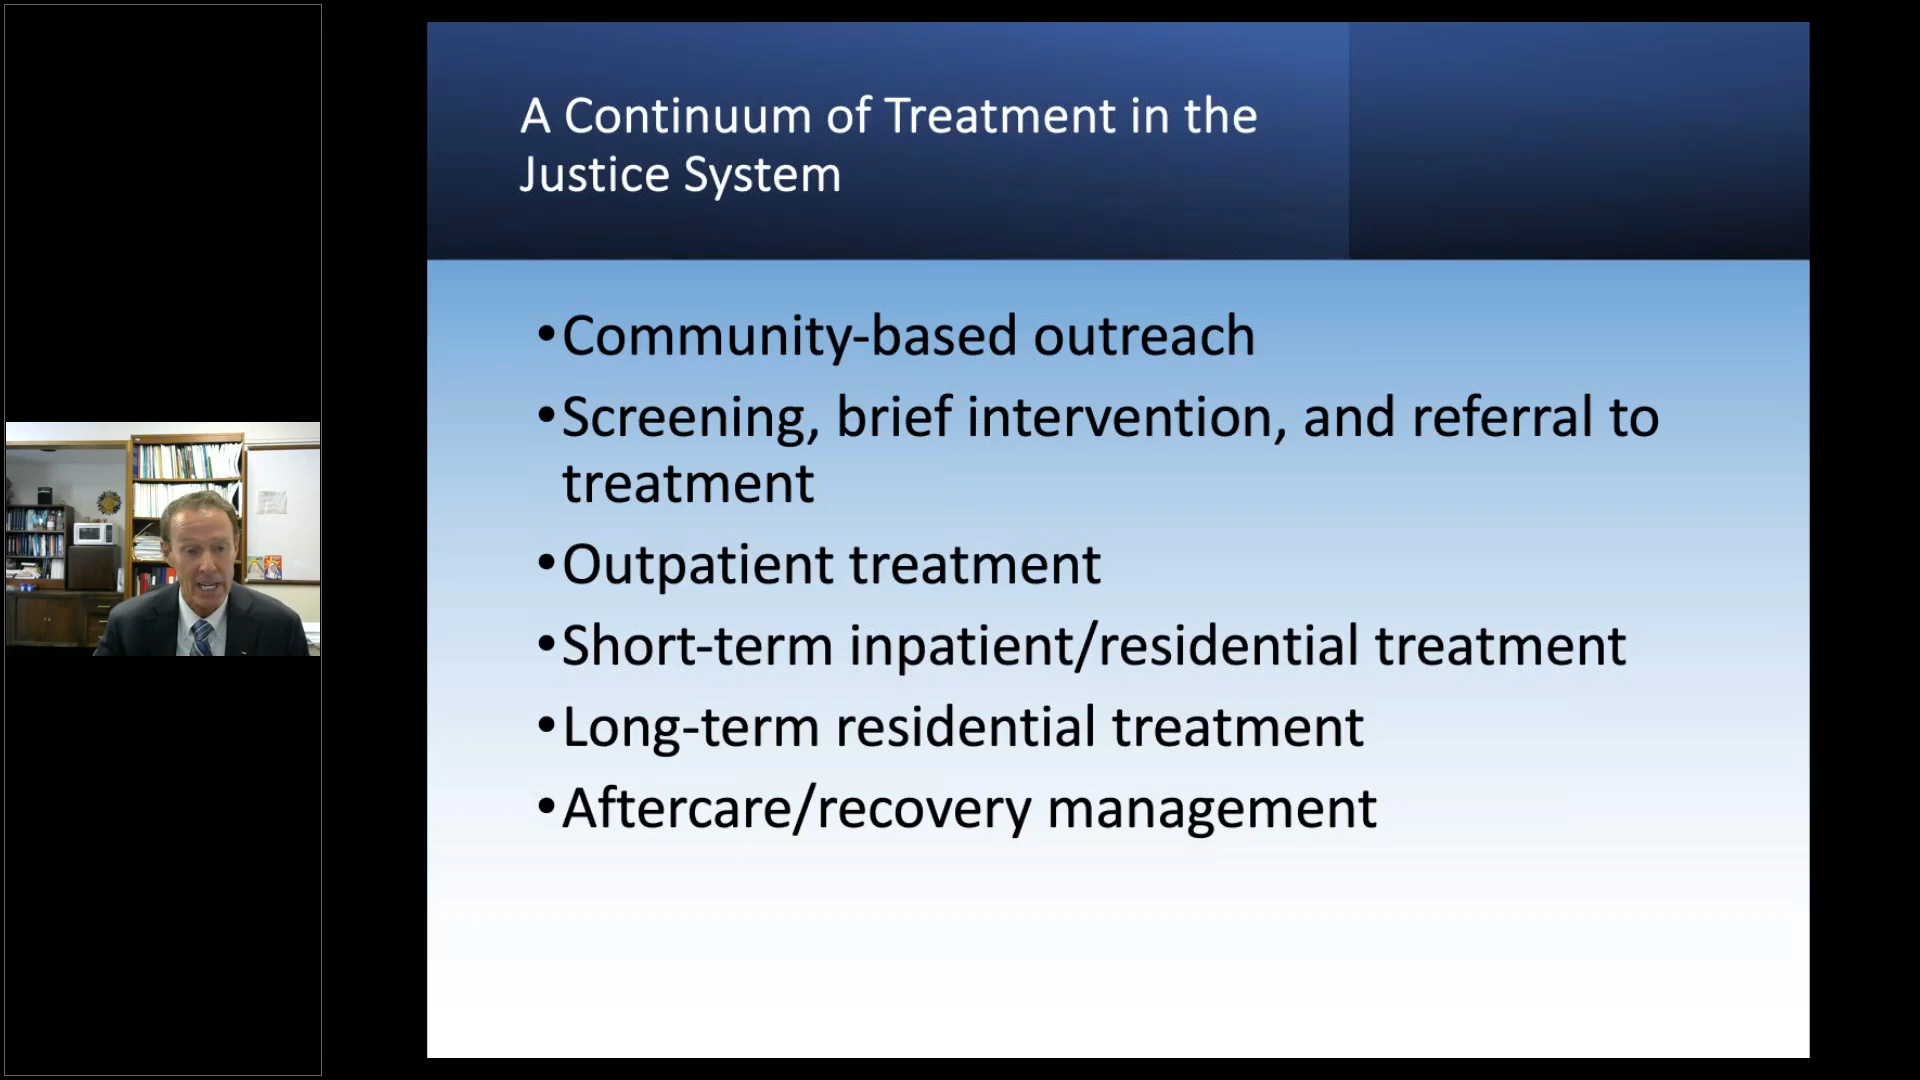 A Continuum of Treatment in the
Justice System
•Community-based outreach
•Screening, brief intervention, and referral to
treatment
•Outpatient treatment
•Short-term inpatient/residential treatment
•Long-term residential treatment
•Aftercare/recovery management